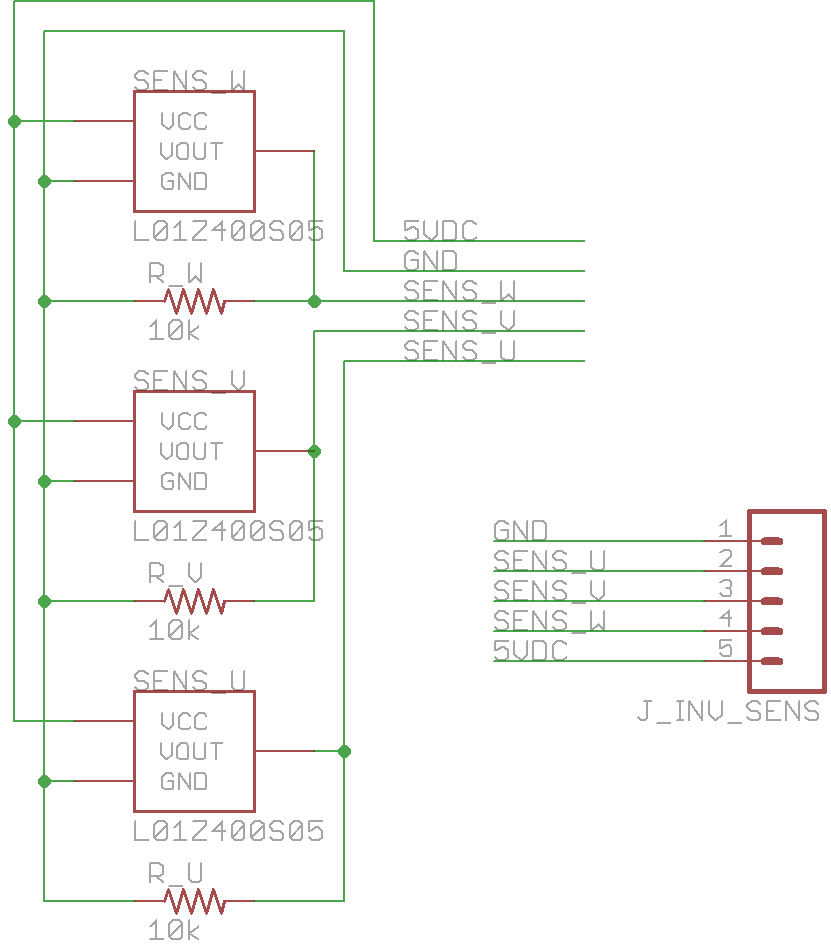 SENS_W
VCC
VOUT
GND
L01Z400S05
R_W
10k
5VDC
GND
SENS_W
SENS_V
SENS_U
SENS_V
VCC
VOUT
GND
L01Z400S05
R_V
10k
SENS_U
VCC
VOUT
GND
L01Z400S05
R_U
10k
GND 1
SENS_U 2
SENS_V 3
SENS_W 4
5VDC 5
J_INV_SENS